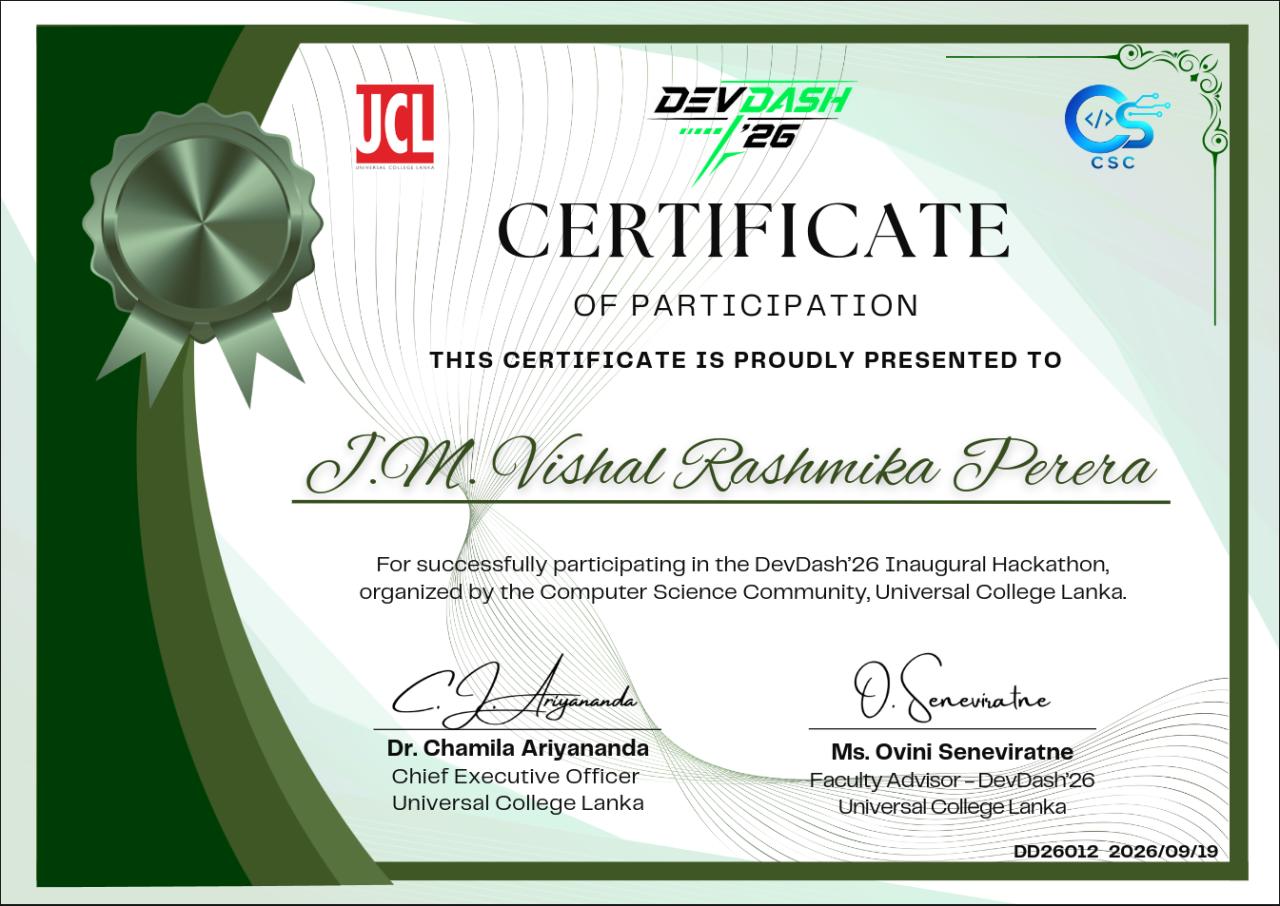 UCL
UNIVERSAL COLLEGE LANKA
DEVDASH
'26
</>
CS
CSC
CERTIFICATE
OF PARTICIPATION
THIS CERTIFICATE IS PROUDLY PRESENTED TO
J.M. Vishal Rashmika Perera
For successfully participating in the DevDash’26 Inaugural Hackathon,
organized by the Computer Science Community, Universal College Lanka.
C. J. Ariyananda
Dr. Chamila Ariyananda
Chief Executive Officer
Universal College Lanka
O. Seneviratne
Ms. Ovini Seneviratne
Faculty Advisor – DevDash’26
Universal College Lanka
DD26012 2026/09/19